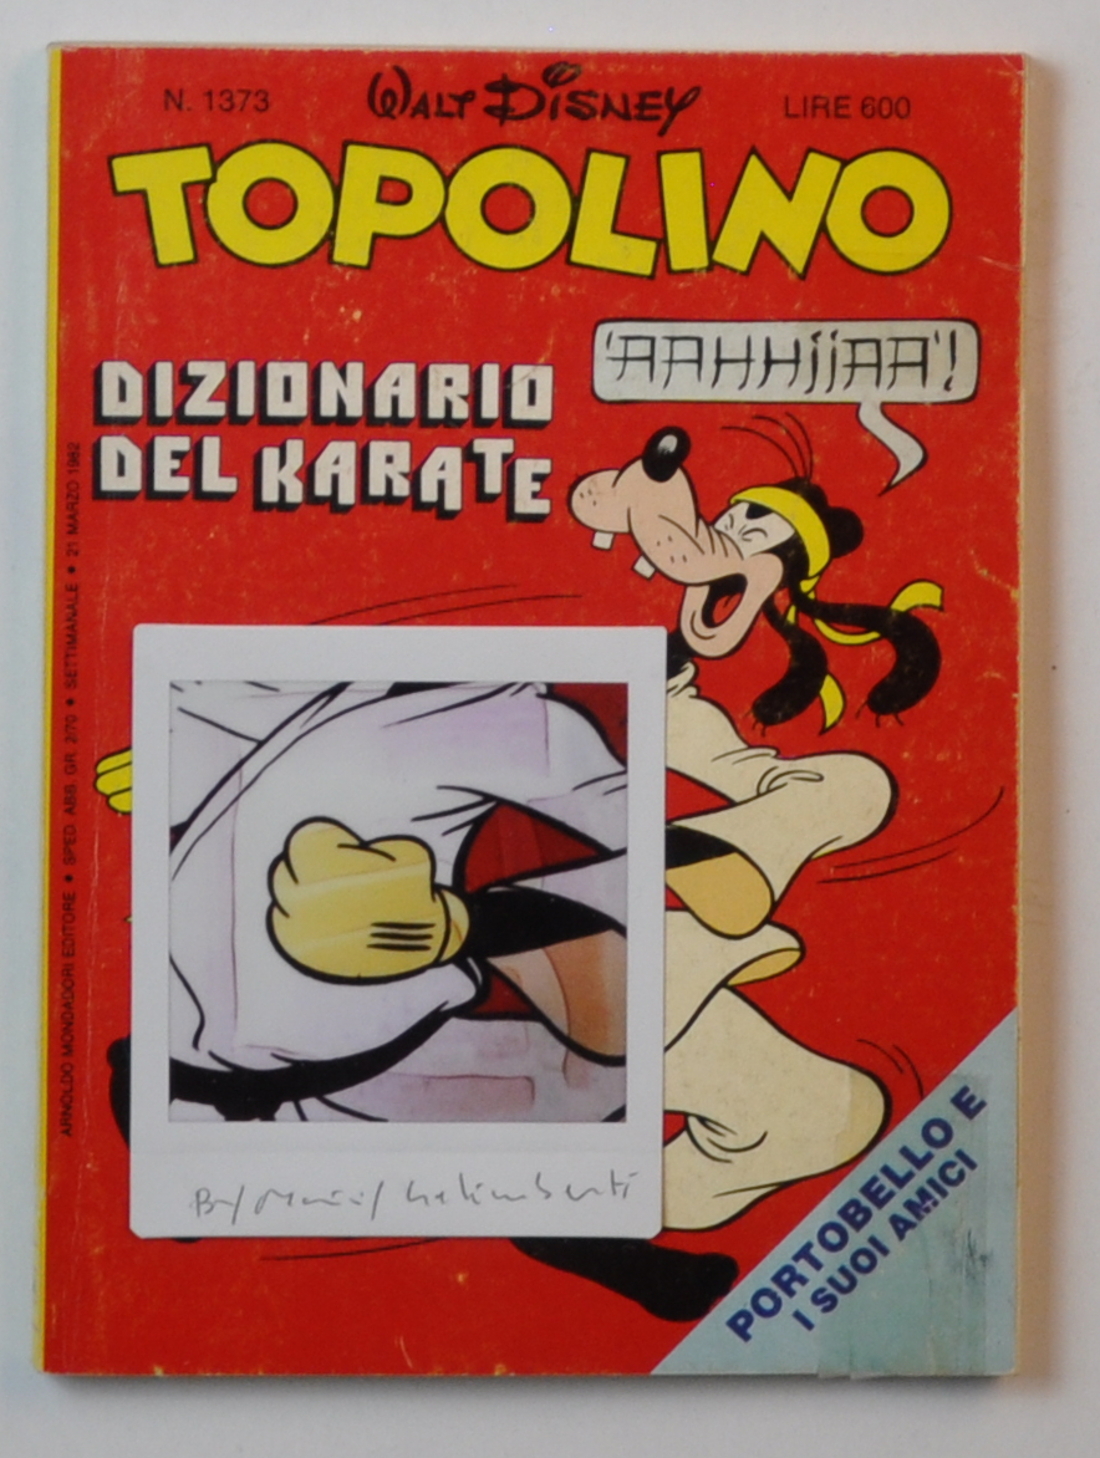 N. 1373
WALT DISNEY
LIRE 600
TOPOLINO
'AAHHiiAA'!
DIZIONARIO
DEL KARATE
ARNOLDO MONDADORI EDITORE • SPED. ABB. GR. 2/70 • SETTIMANALE • 21 MARZO 1982
PORTOBELLO E
I SUOI AMICI